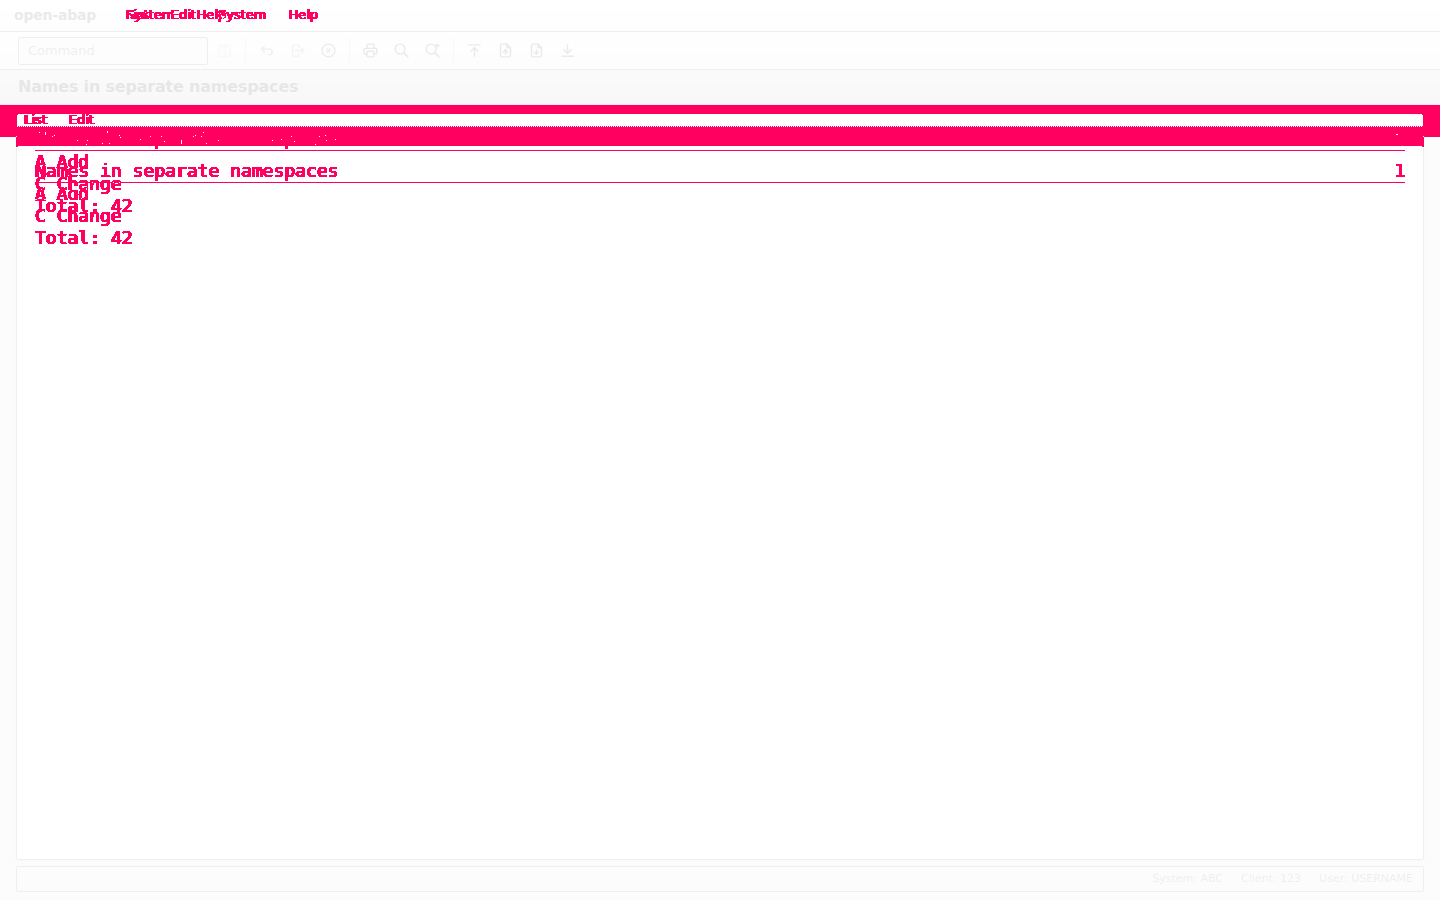 open-abap System Help
Command
Names in separate namespaces
List Edit
A Add
Names in separate namespaces 1
C Change
A Add
Total: 42
C Change
Total: 42
System: ABC Client: 123 User: USERNAME